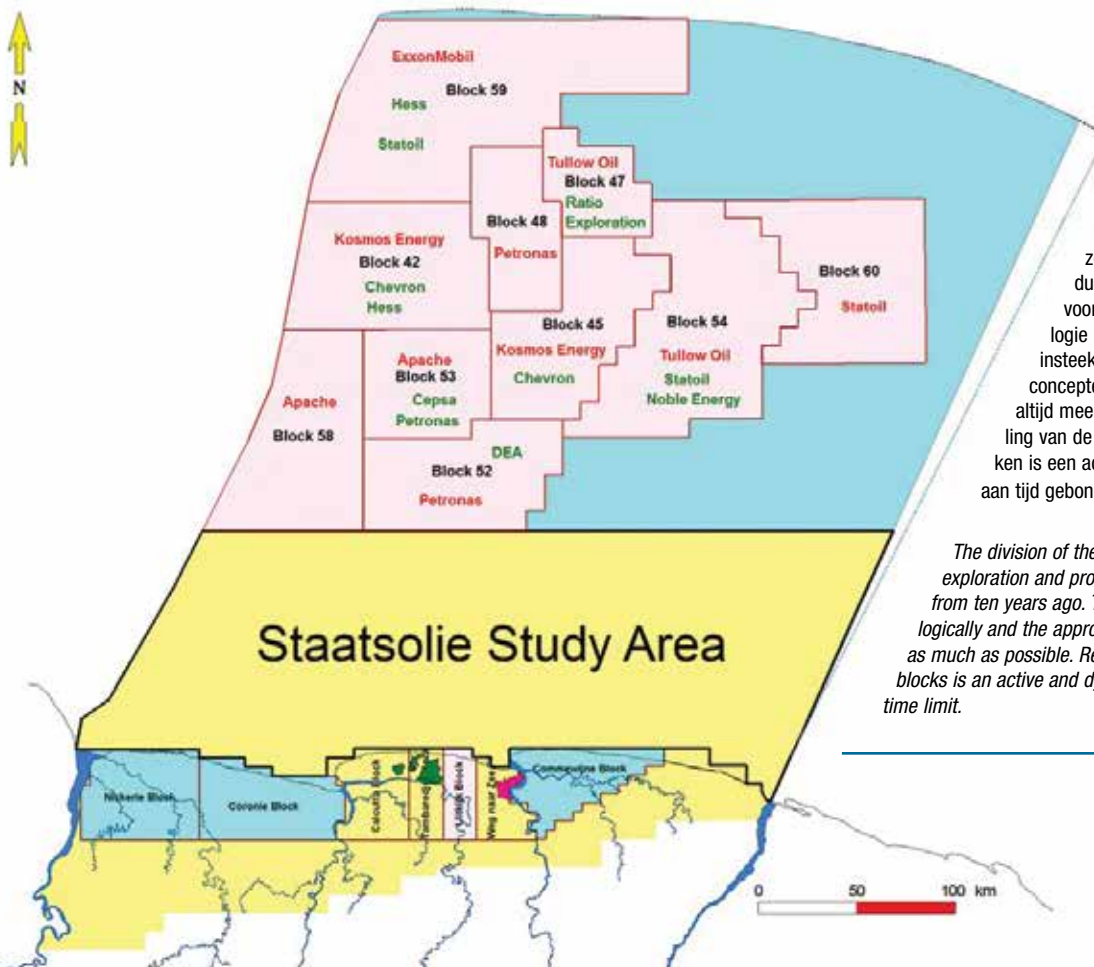 N
ExxonMobil
Block 59
Hess
Statoil
Tullow Oil
Block 47
Ratio
Exploration
Block 48
Petronas
Kosmos Energy
Block 42
Chevron
Hess
Block 60
Statoil
Block 45
Kosmos Energy
Chevron
Block 54
Tullow Oil
Statoil
Noble Energy
Apache
Block 53
Cepsa
Petronas
Apache
Block 58
DEA
Block 52
Petronas
Staatsolie Study Area
Nickerie Block
Coronie Block
Calcutta Block
Tambaredjo
Uitkijk Block
Weg naar Zee
Commewijne Block
0 50 100 km
z
du
voor
logie
insteek
concepte
altijd mee
ling van de
ken is een ac
aan tijd gebon
The division of the
exploration and pro
from ten years ago. T
logically and the appro
as much as possible. Re
blocks is an active and dy
time limit.